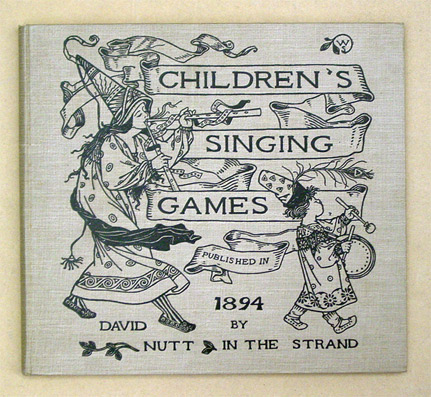 CHILDREN'S
SINGING
GAMES
PUBLISHED IN
1894
DAVID BY
NUTT IN THE STRAND